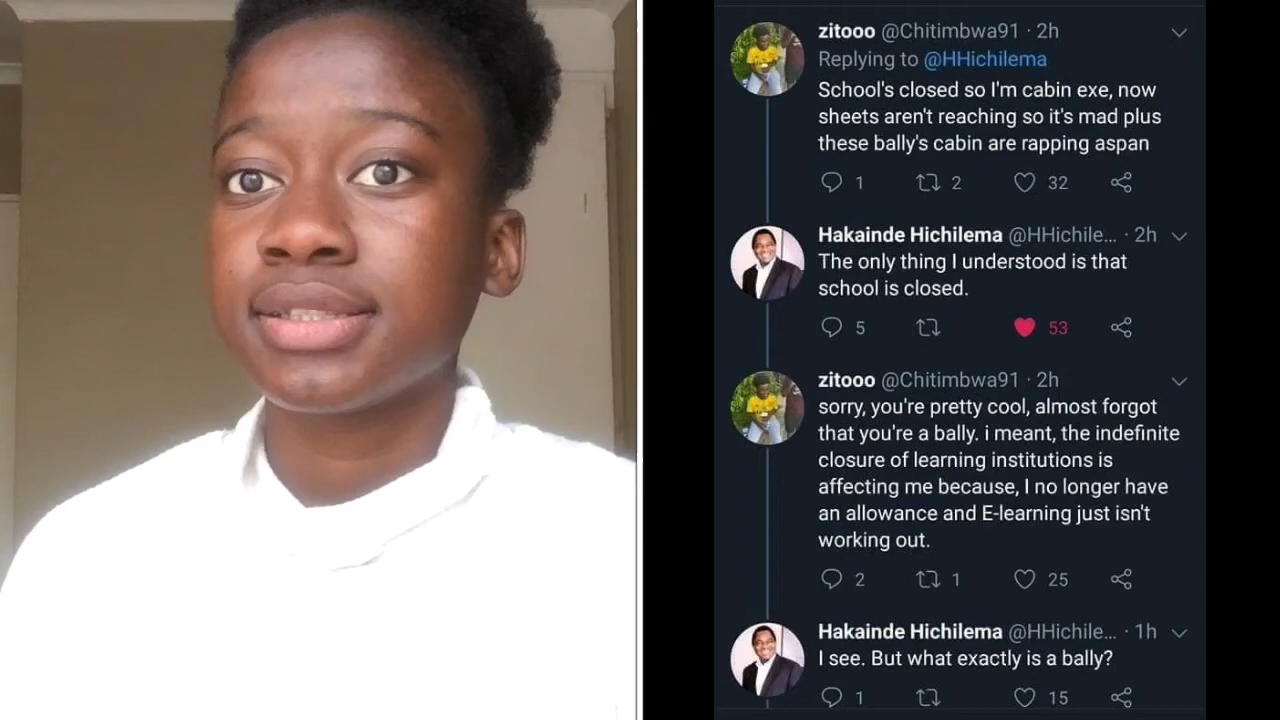 zitooo @Chitimbwa91 · 2h
Replying to @HHichilema
School's closed so I'm cabin exe, now
sheets aren't reaching so it's mad plus
these bally's cabin are rapping aspan
1 2 32
Hakainde Hichilema @HHichile... · 2h
The only thing I understood is that
school is closed.
5 53
zitooo @Chitimbwa91 · 2h
sorry, you're pretty cool, almost forgot
that you're a bally. i meant, the indefinite
closure of learning institutions is
affecting me because, I no longer have
an allowance and E-learning just isn't
working out.
2 1 25
Hakainde Hichilema @HHichile... · 1h
I see. But what exactly is a bally?
1 15